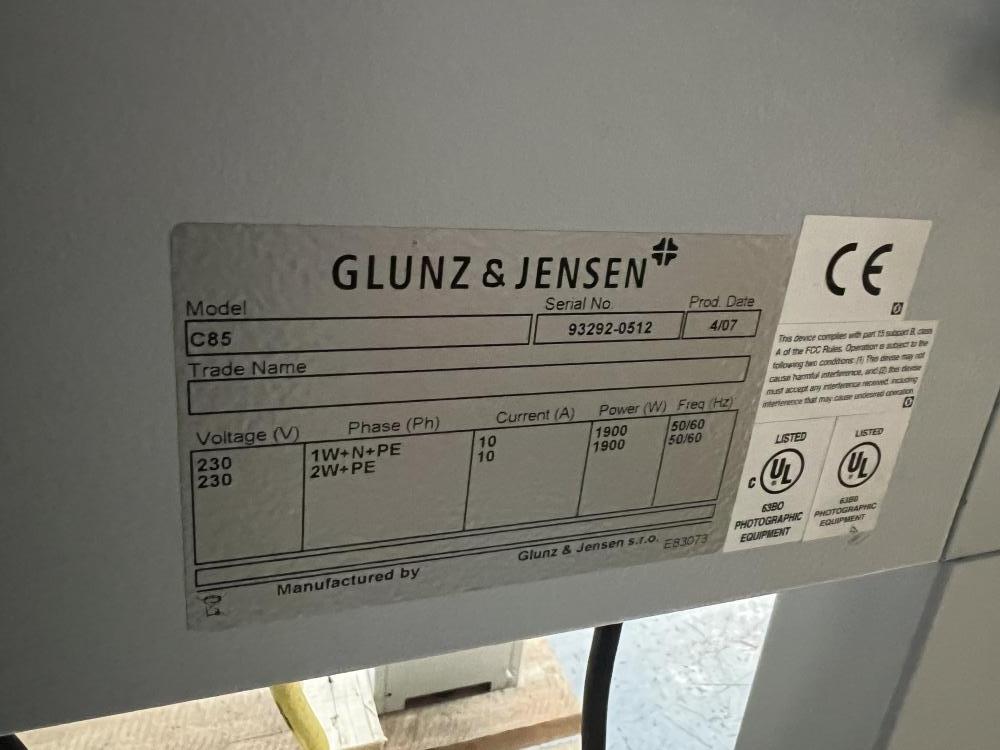 GLUNZ & JENSEN
Model
Serial No.
Prod. Date
C85
93292-0512
4/07
Trade Name
Voltage (V)
Phase (Ph)
Current (A)
Power (W)
Freq (Hz)
230
1W+N+PE
10
1900
50/60
230
2W+PE
10
1900
50/60
Manufactured by
Glunz & Jensen s.r.o.
E83073
CE
This device complies with part 15 subpart B, class
A of the FCC Rules. Operation is subject to the
following two conditions: (1) This device may not
cause harmful interference, and (2) this device
must accept any interference received, including
interference that may cause undesired operation.
LISTED
C UL
63BO
PHOTOGRAPHIC
EQUIPMENT
LISTED
UL
63B0
PHOTOGRAPHIC
EQUIPMENT